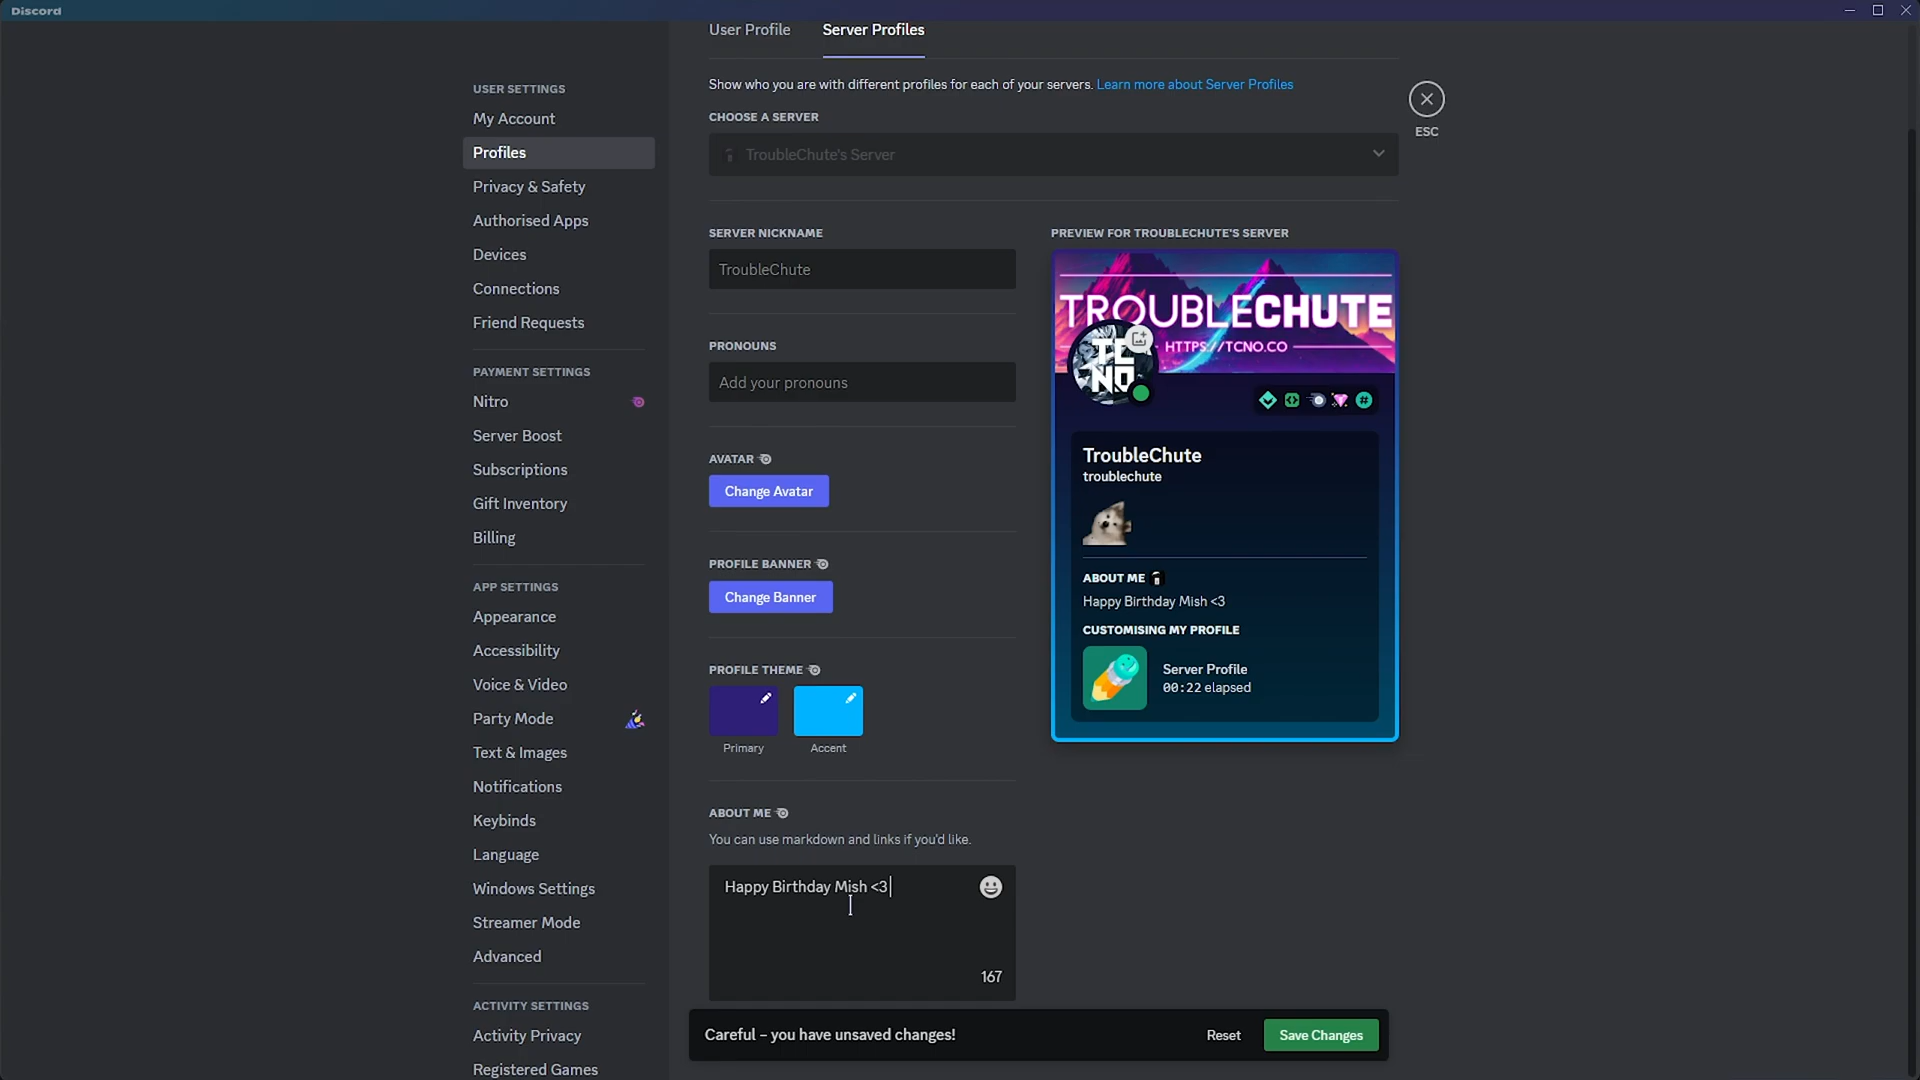 Discord
User Profile
Server Profiles
USER SETTINGS
My Account
Profiles
Privacy & Safety
Authorised Apps
Devices
Connections
Friend Requests
PAYMENT SETTINGS
Nitro
Server Boost
Subscriptions
Gift Inventory
Billing
APP SETTINGS
Appearance
Accessibility
Voice & Video
Party Mode
Text & Images
Notifications
Keybinds
Language
Windows Settings
Streamer Mode
Advanced
ACTIVITY SETTINGS
Activity Privacy
Registered Games
Show who you are with different profiles for each of your servers. Learn more about Server Profiles
CHOOSE A SERVER
TroubleChute's Server
ESC
SERVER NICKNAME
TroubleChute
PRONOUNS
Add your pronouns
AVATAR
Change Avatar
PROFILE BANNER
Change Banner
PROFILE THEME
Primary
Accent
ABOUT ME
You can use markdown and links if you'd like.
Happy Birthday Mish <3
167
PREVIEW FOR TROUBLECHUTE'S SERVER
TROUBLECHUTE
HTTPS://TCNO.CO
TC
NO
TroubleChute
troublechute
ABOUT ME
Happy Birthday Mish <3
CUSTOMISING MY PROFILE
Server Profile
00:22 elapsed
Careful – you have unsaved changes!
Reset
Save Changes